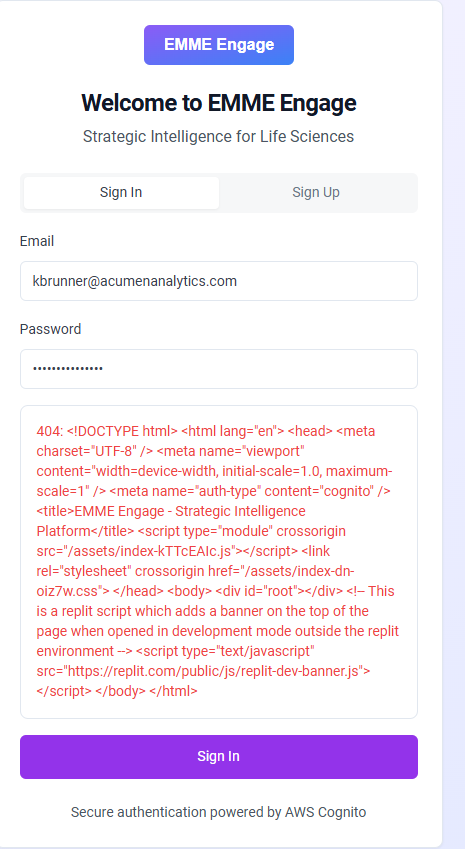 EMME Engage
Welcome to EMME Engage
Strategic Intelligence for Life Sciences
Sign In
Sign Up
Email
kbrunner@acumenanalytics.com
Password
•••••••••••••••
404: <!DOCTYPE html> <html lang="en"> <head> <meta
charset="UTF-8" /> <meta name="viewport"
content="width=device-width, initial-scale=1.0, maximum-
scale=1" /> <meta name="auth-type" content="cognito" />
<title>EMME Engage - Strategic Intelligence
Platform</title> <script type="module" crossorigin
src="/assets/index-kTTcEAIc.js"></script> <link
rel="stylesheet" crossorigin href="/assets/index-dn-
oiz7w.css"> </head> <body> <div id="root"></div> <!-- This
is a replit script which adds a banner on the top of the
page when opened in development mode outside the replit
environment --> <script type="text/javascript"
src="https://replit.com/public/js/replit-dev-banner.js">
</script> </body> </html>
Sign In
Secure authentication powered by AWS Cognito